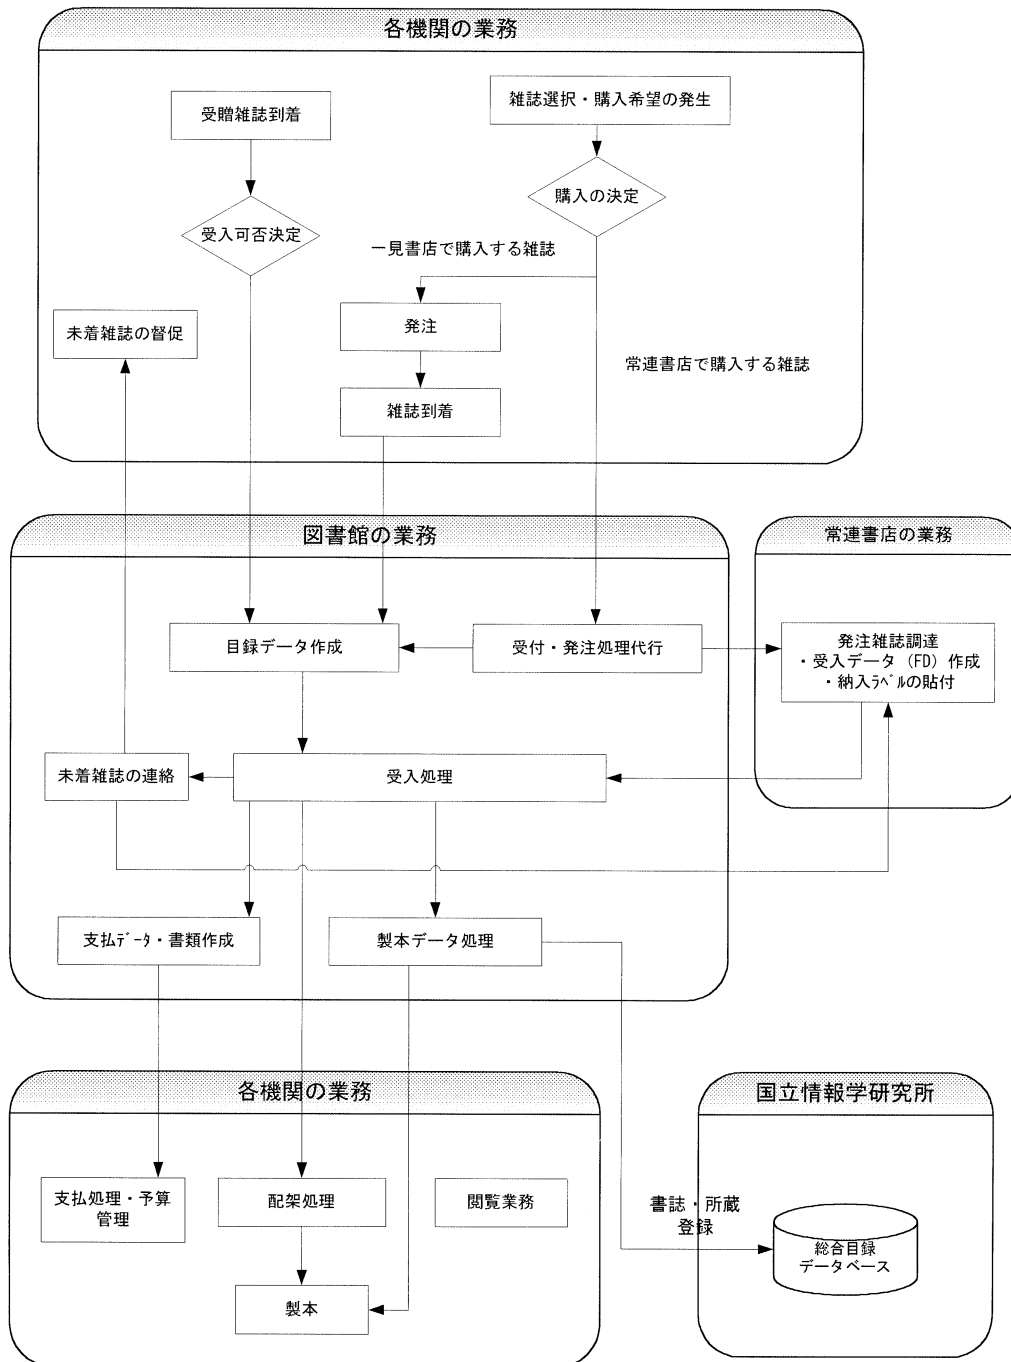 各機関の業務
受贈雑誌到着
雑誌選択・購入希望の発生
購入の決定
受入可否決定
一見書店で購入する雑誌
未着雑誌の督促
発注
常連書店で購入する雑誌
雑誌到着
図書館の業務
常連書店の業務
目録データ作成
受付・発注処理代行
発注雑誌調達
・受入データ（FD）作成
・納入ﾗﾍﾞﾙの貼付
未着雑誌の連絡
受入処理
支払ﾃﾞｰﾀ・書類作成
製本データ処理
各機関の業務
国立情報学研究所
支払処理・予算
管理
配架処理
閲覧業務
書誌・所蔵
登録
総合目録
データベース
製本